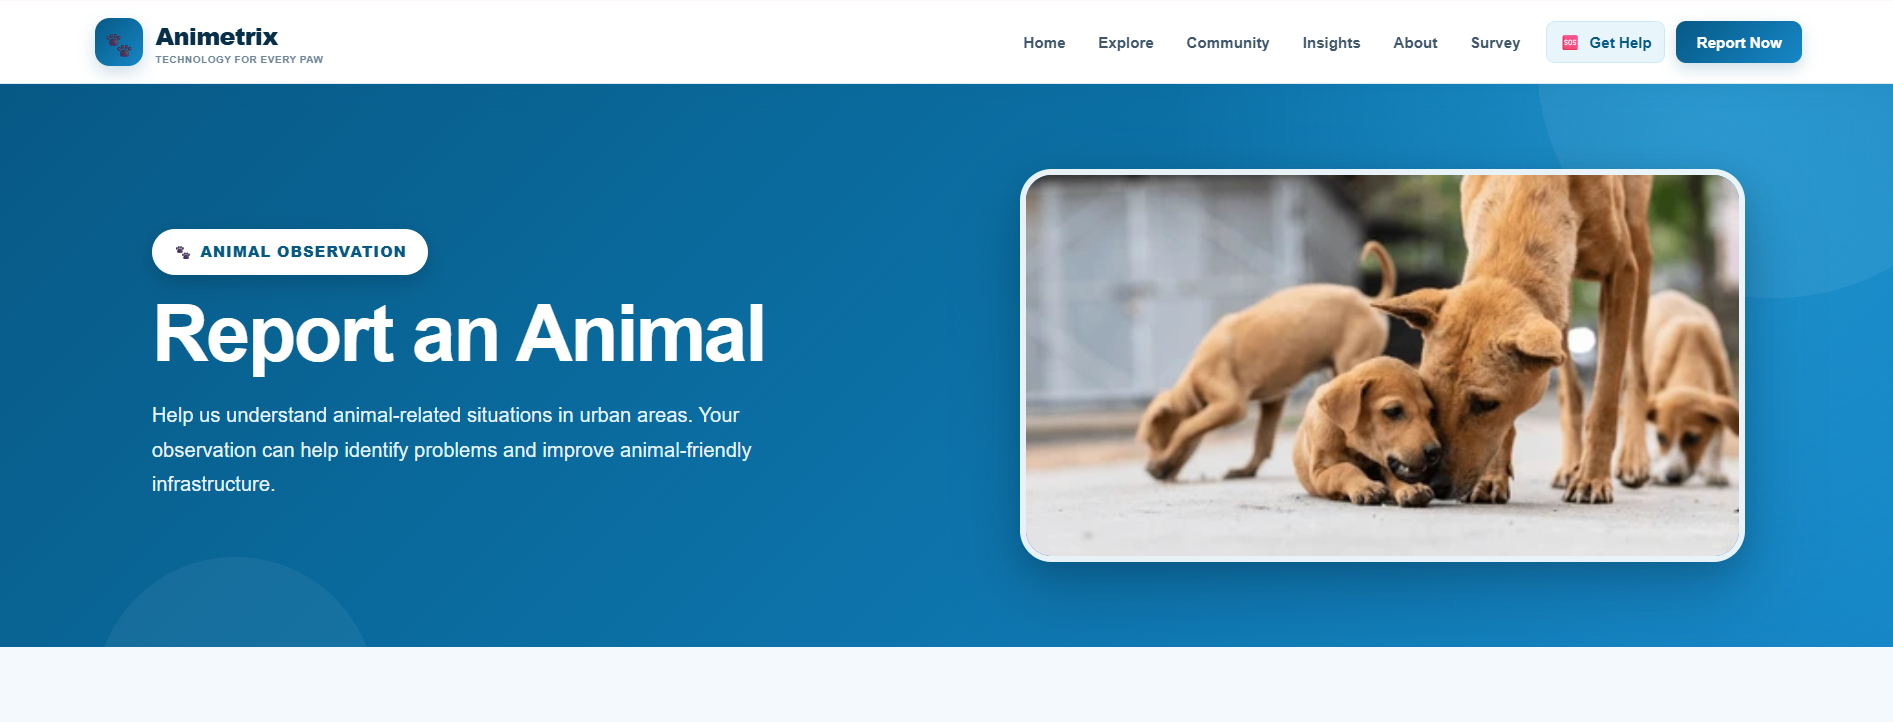 Animetrix
TECHNOLOGY FOR EVERY PAW
Home
Explore
Community
Insights
About
Survey
SOS
Get Help
Report Now
ANIMAL OBSERVATION
Report an Animal
Help us understand animal-related situations in urban areas. Your
observation can help identify problems and improve animal-friendly
infrastructure.